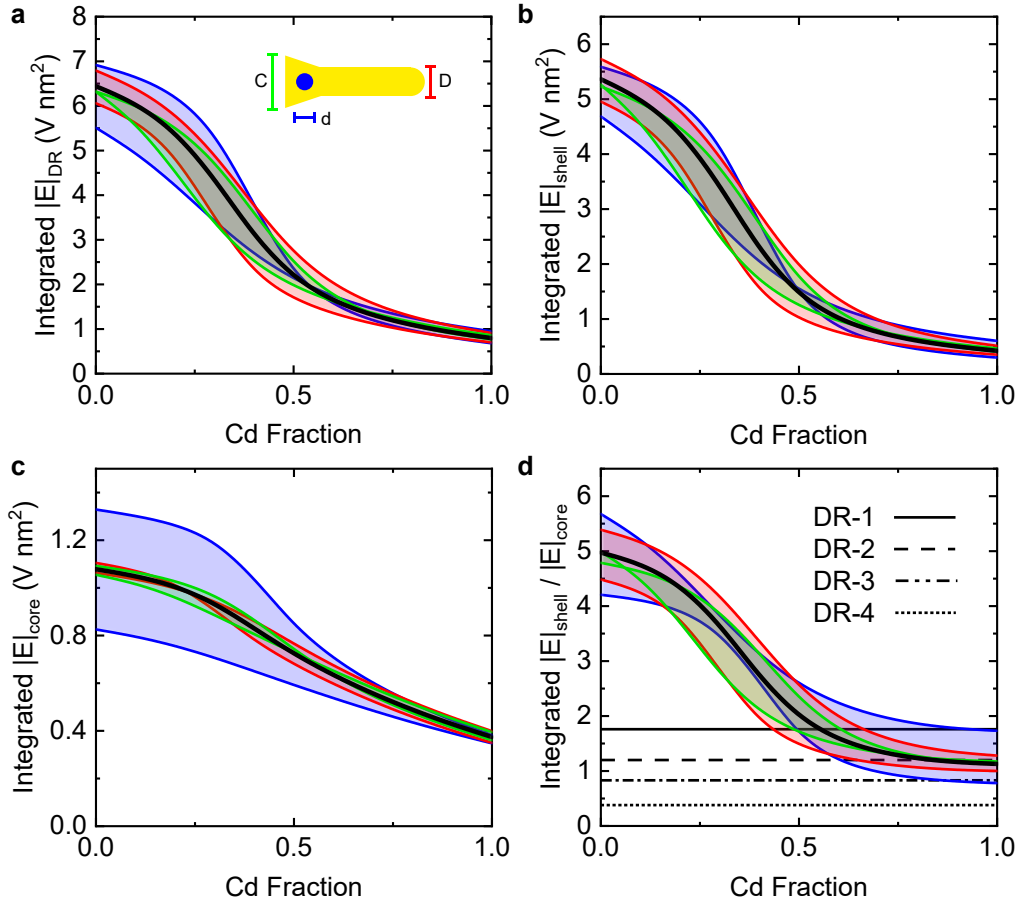 a
Integrated |E|DR (V nm2)
8
7
6
5
4
3
2
1
0
C
D
d
0.0
0.5
1.0
Cd Fraction
b
Integrated |E|shell (V nm2)
6
5
4
3
2
1
0
0.0
0.5
1.0
Cd Fraction
c
Integrated |E|core (V nm2)
1.2
0.8
0.4
0.0
0.0
0.5
1.0
Cd Fraction
d
Integrated |E|shell / |E|core
6
5
4
3
2
1
0
DR-1
DR-2
DR-3
DR-4
0.0
0.5
1.0
Cd Fraction